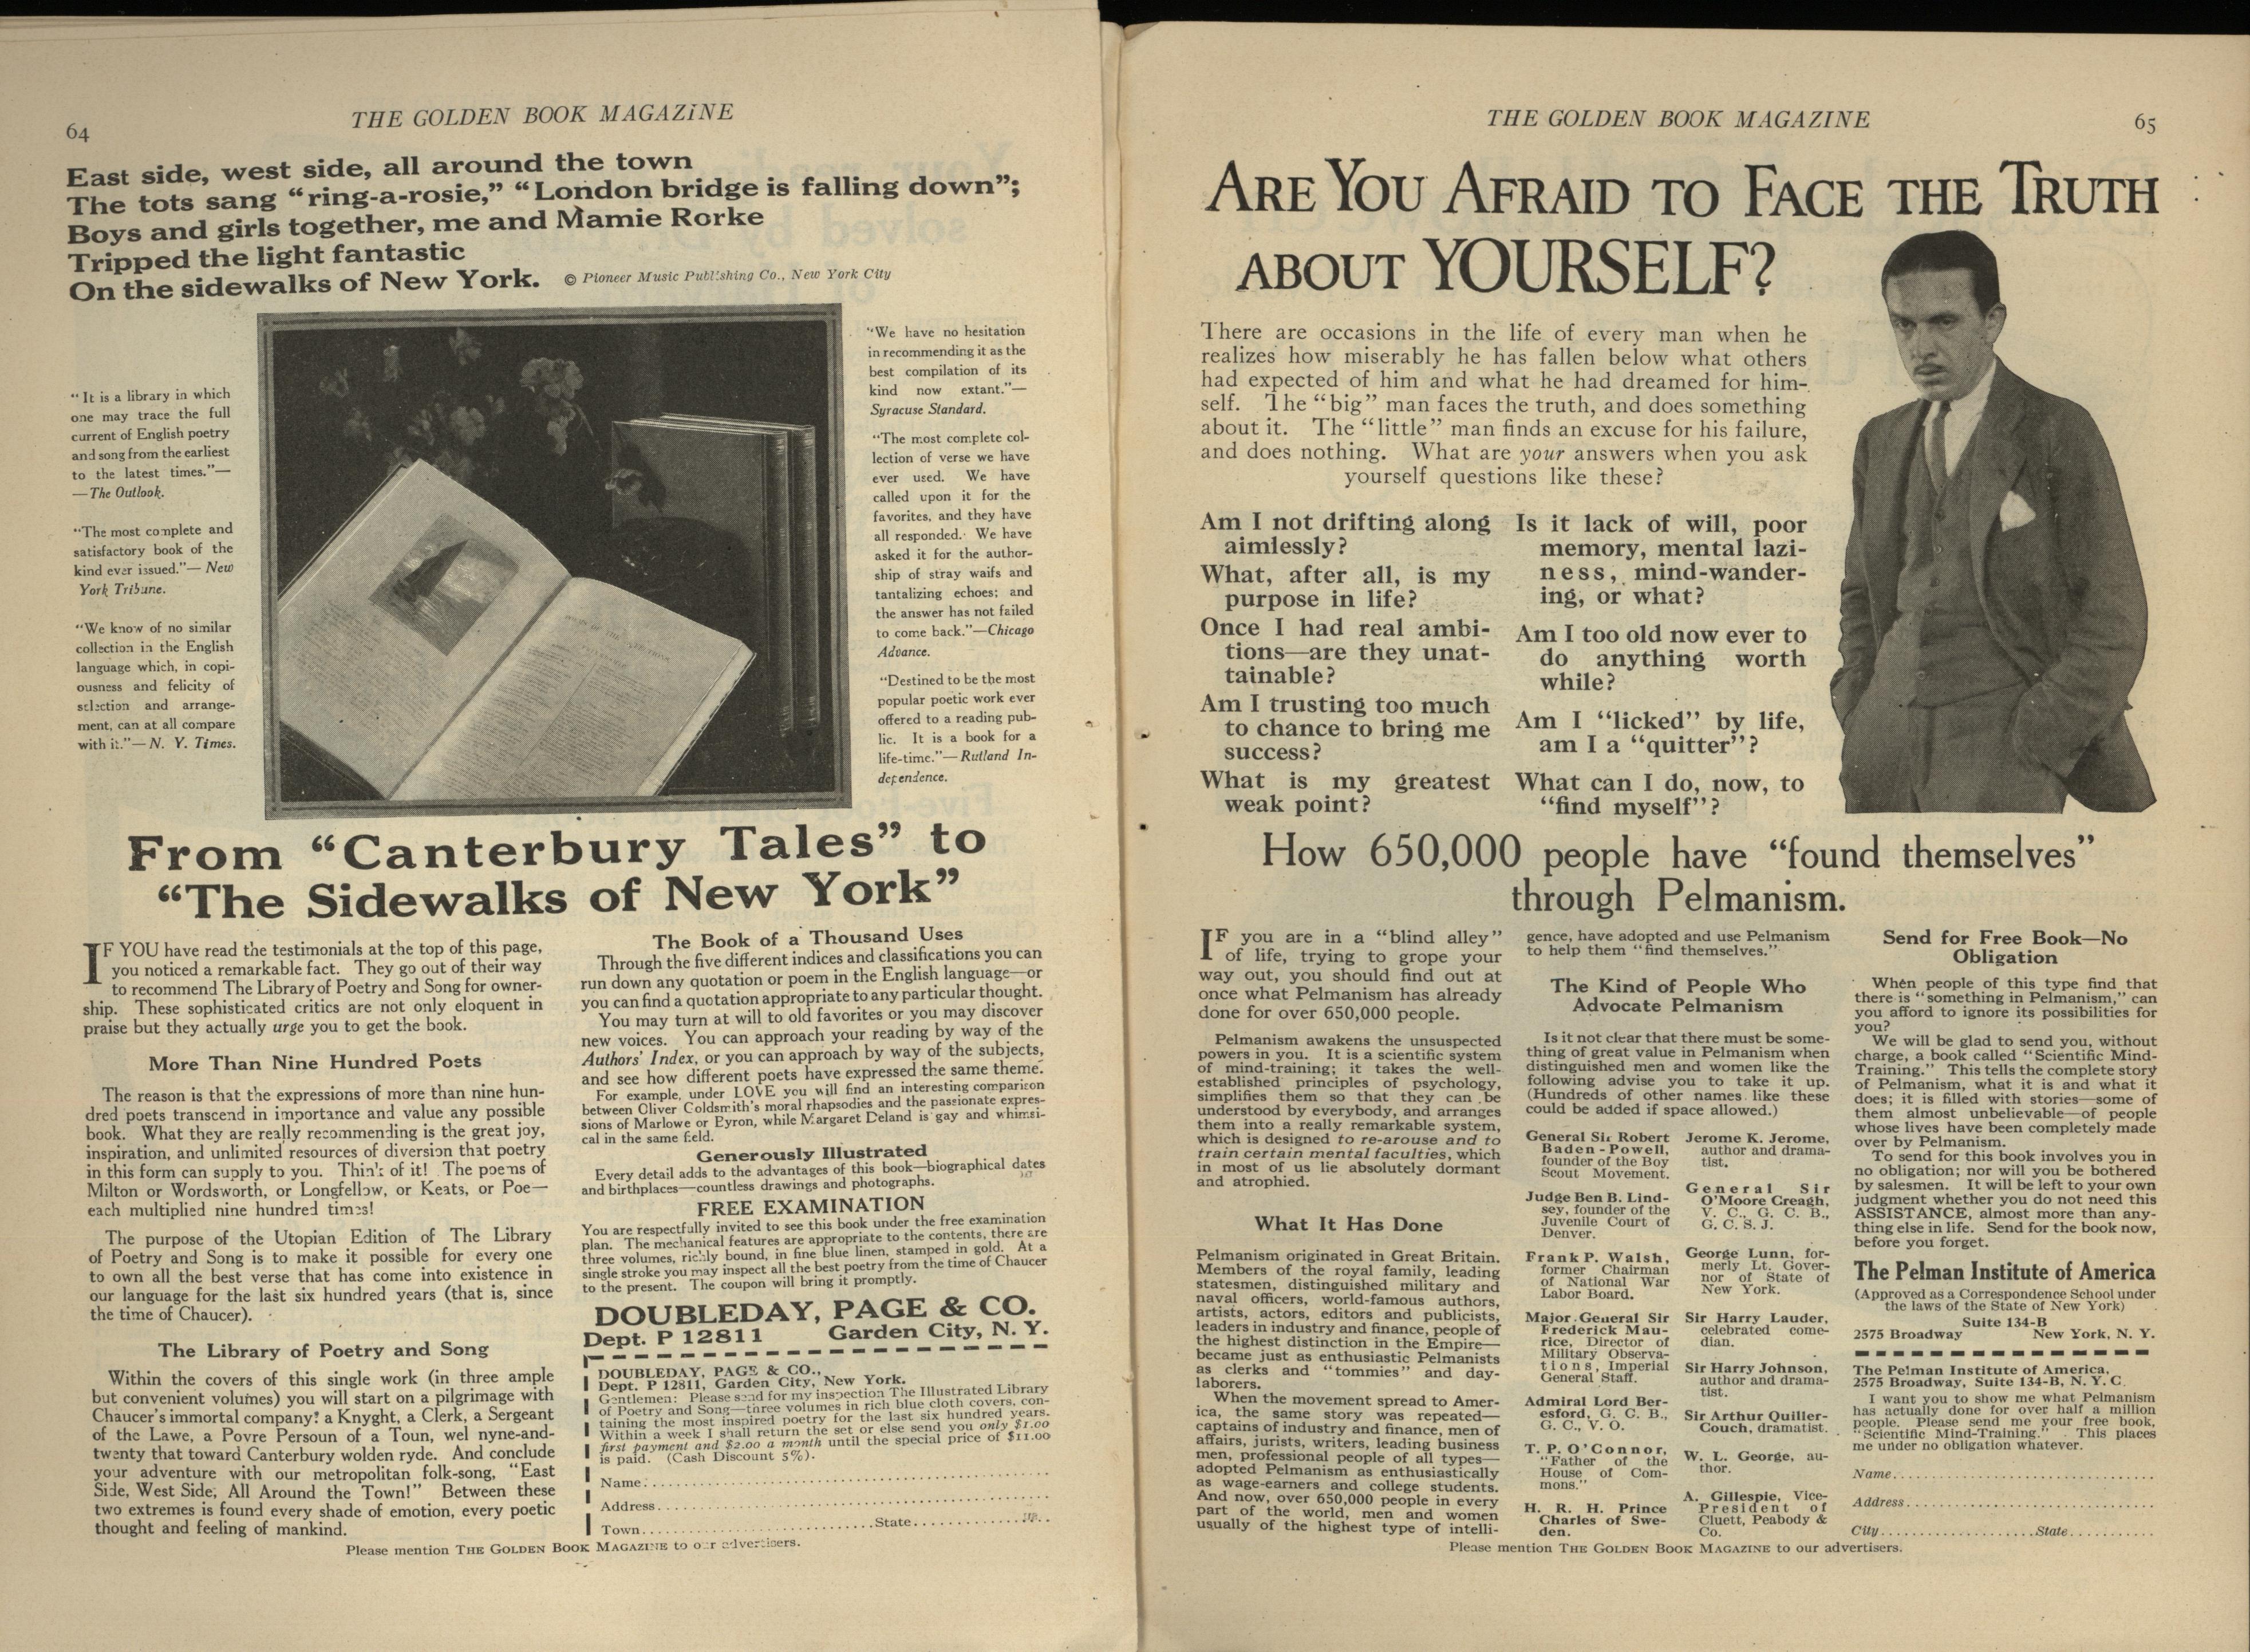 64
THE GOLDEN BOOK MAGAZINE
East side, west side, all around the town
The tots sang “ring-a-rosie,” “London bridge is falling down”;
Boys and girls together, me and Mamie Rorke
Tripped the light fantastic
On the sidewalks of New York. © Pioneer Music Publishing Co., New York City
“It is a library in which
one may trace the full
current of English poetry
and song from the earliest
to the latest times.”—
—The Outlook.
“The most complete and
satisfactory book of the
kind ever issued.”—New
York Tribune.
“We know of no similar
collection in the English
language which, in copi-
ousness and felicity of
selection and arrange-
ment, can at all compare
with it.”—N. Y. Times.
“We have no hesitation
in recommending it as the
best compilation of its
kind now extant.”—
Syracuse Standard.
“The most complete col-
lection of verse we have
ever used. We have
called upon it for the
favorites, and they have
all responded. We have
asked it for the author-
ship of stray waifs and
tantalizing echoes; and
the answer has not failed
to come back.”—Chicago
Advance.
“Destined to be the most
popular poetic work ever
offered to a reading pub-
lic. It is a book for a
life-time.”—Rutland In-
dependence.
From “Canterbury Tales” to
“The Sidewalks of New York”
IF YOU have read the testimonials at the top of this page,
you noticed a remarkable fact. They go out of their way
to recommend The Library of Poetry and Song for owner-
ship. These sophisticated critics are not only eloquent in
praise but they actually urge you to get the book.
More Than Nine Hundred Poets
The reason is that the expressions of more than nine hun-
dred poets transcend in importance and value any possible
book. What they are really recommending is the great joy,
inspiration, and unlimited resources of diversion that poetry
in this form can supply to you. Think of it! The poems of
Milton or Wordsworth, or Longfellow, or Keats, or Poe—
each multiplied nine hundred times!
The purpose of the Utopian Edition of The Library
of Poetry and Song is to make it possible for every one
to own all the best verse that has come into existence in
our language for the last six hundred years (that is, since
the time of Chaucer).
The Library of Poetry and Song
Within the covers of this single work (in three ample
but convenient volumes) you will start on a pilgrimage with
Chaucer's immortal company: a Knyght, a Clerk, a Sergeant
of the Lawe, a Povre Persoun of a Toun, wel nyne-and-
twenty that toward Canterbury wolden ryde. And conclude
your adventure with our metropolitan folk-song, “East
Side, West Side, All Around the Town!” Between these
two extremes is found every shade of emotion, every poetic
thought and feeling of mankind.
The Book of a Thousand Uses
Through the five different indices and classifications you can
run down any quotation or poem in the English language—or
you can find a quotation appropriate to any particular thought.
You may turn at will to old favorites or you may discover
new voices. You can approach your reading by way of the
Authors' Index, or you can approach by way of the subjects,
and see how different poets have expressed the same theme.
For example, under LOVE you will find an interesting comparison
between Oliver Goldsmith's moral rhapsodies and the passionate expres-
sions of Marlowe or Byron, while Margaret Deland is gay and whimsi-
cal in the same field.
Generously Illustrated
Every detail adds to the advantages of this book—biographical dates
and birthplaces—countless drawings and photographs.
FREE EXAMINATION
You are respectfully invited to see this book under the free examination
plan. The mechanical features are appropriate to the contents, there are
three volumes, richly bound, in fine blue linen, stamped in gold. At a
single stroke you may inspect all the best poetry from the time of Chaucer
to the present. The coupon will bring it promptly.
DOUBLEDAY, PAGE & CO.
Dept. P 12811 Garden City, N. Y.
DOUBLEDAY, PAGE & CO.,
Dept. P 12811, Garden City, New York.
Gentlemen: Please send for my inspection The Illustrated Library
of Poetry and Song—three volumes in rich blue cloth covers, con-
taining the most inspired poetry for the last six hundred years.
Within a week I shall return the set or else send you only $1.00
first payment and $2.00 a month until the special price of $11.00
is paid. (Cash Discount 5%).
Name
Address
Town State
Please mention THE GOLDEN BOOK MAGAZINE to our advertisers.
THE GOLDEN BOOK MAGAZINE
65
ARE YOU AFRAID TO FACE THE TRUTH
ABOUT YOURSELF?
There are occasions in the life of every man when he
realizes how miserably he has fallen below what others
had expected of him and what he had dreamed for him-
self. The “big” man faces the truth, and does something
about it. The “little” man finds an excuse for his failure,
and does nothing. What are your answers when you ask
yourself questions like these?
Am I not drifting along
aimlessly?
What, after all, is my
purpose in life?
Once I had real ambi-
tions—are they unat-
tainable?
Am I trusting too much
to chance to bring me
success?
What is my greatest
weak point?
Is it lack of will, poor
memory, mental lazi-
ness, mind-wander-
ing, or what?
Am I too old now ever to
do anything worth
while?
Am I “licked” by life,
am I a “quitter”?
What can I do, now, to
“find myself”?
How 650,000 people have “found themselves”
through Pelmanism.
IF you are in a “blind alley”
of life, trying to grope your
way out, you should find out at
once what Pelmanism has already
done for over 650,000 people.
Pelmanism awakens the unsuspected
powers in you. It is a scientific system
of mind-training; it takes the well-
established principles of psychology,
simplifies them so that they can be
understood by everybody, and arranges
them into a really remarkable system,
which is designed to re-arouse and to
train certain mental faculties, which
in most of us lie absolutely dormant
and atrophied.
What It Has Done
Pelmanism originated in Great Britain.
Members of the royal family, leading
statesmen, distinguished military and
naval officers, world-famous authors,
artists, actors, editors and publicists,
leaders in industry and finance, people of
the highest distinction in the Empire—
became just as enthusiastic Pelmanists
as clerks and “tommies” and day-
laborers.
When the movement spread to Amer-
ica, the same story was repeated—
captains of industry and finance, men of
affairs, jurists, writers, leading business
men, professional people of all types—
adopted Pelmanism as enthusiastically
as wage-earners and college students.
And now, over 650,000 people in every
part of the world, men and women
usually of the highest type of intelli-
gence, have adopted and use Pelmanism
to help them “find themselves.”
The Kind of People Who
Advocate Pelmanism
Is it not clear that there must be some-
thing of great value in Pelmanism when
distinguished men and women like the
following advise you to take it up.
(Hundreds of other names like these
could be added if space allowed.)
General Sir Robert
Baden-Powell,
founder of the Boy
Scout Movement.
Judge Ben B. Lind-
sey, founder of the
Juvenile Court of
Denver.
Frank P. Walsh,
former Chairman
of National War
Labor Board.
Major General Sir
Frederick Mau-
rice, Director of
Military Observa-
tions, Imperial
General Staff.
Admiral Lord Ber-
esford, G. C. B.,
G. C., V. O.
T. P. O'Connor,
“Father of the
House of Com-
mons.”
H. R. H. Prince
Charles of Swe-
den.
Jerome K. Jerome,
author and drama-
tist.
General Sir
O'Moore Creagh,
V. C., G. C. B.,
G. C. S. J.
George Lunn, for-
merly Lt. Gover-
nor of State of
New York.
Sir Harry Lauder,
celebrated come-
dian.
Sir Harry Johnson,
author and drama-
tist.
Sir Arthur Quiller-
Couch, dramatist.
W. L. George, au-
thor.
A. Gillespie, Vice-
President of
Cluett, Peabody &
Co.
Send for Free Book—No
Obligation
When people of this type find that
there is “something in Pelmanism,” can
you afford to ignore its possibilities for
you?
We will be glad to send you, without
charge, a book called “Scientific Mind-
Training.” This tells the complete story
of Pelmanism, what it is and what it
does; it is filled with stories—some of
them almost unbelievable—of people
whose lives have been completely made
over by Pelmanism.
To send for this book involves you in
no obligation; nor will you be bothered
by salesmen. It will be left to your own
judgment whether you do not need this
ASSISTANCE, almost more than any-
thing else in life. Send for the book now,
before you forget.
The Pelman Institute of America
(Approved as a Correspondence School under
the laws of the State of New York)
Suite 134-B
2575 Broadway New York, N. Y.
The Pelman Institute of America,
2575 Broadway, Suite 134-B, N. Y. C.
I want you to show me what Pelmanism
has actually done for over half a million
people. Please send me your free book,
“Scientific Mind-Training.” This places
me under no obligation whatever.
Name
Address
City State
Please mention THE GOLDEN BOOK MAGAZINE to our advertisers.